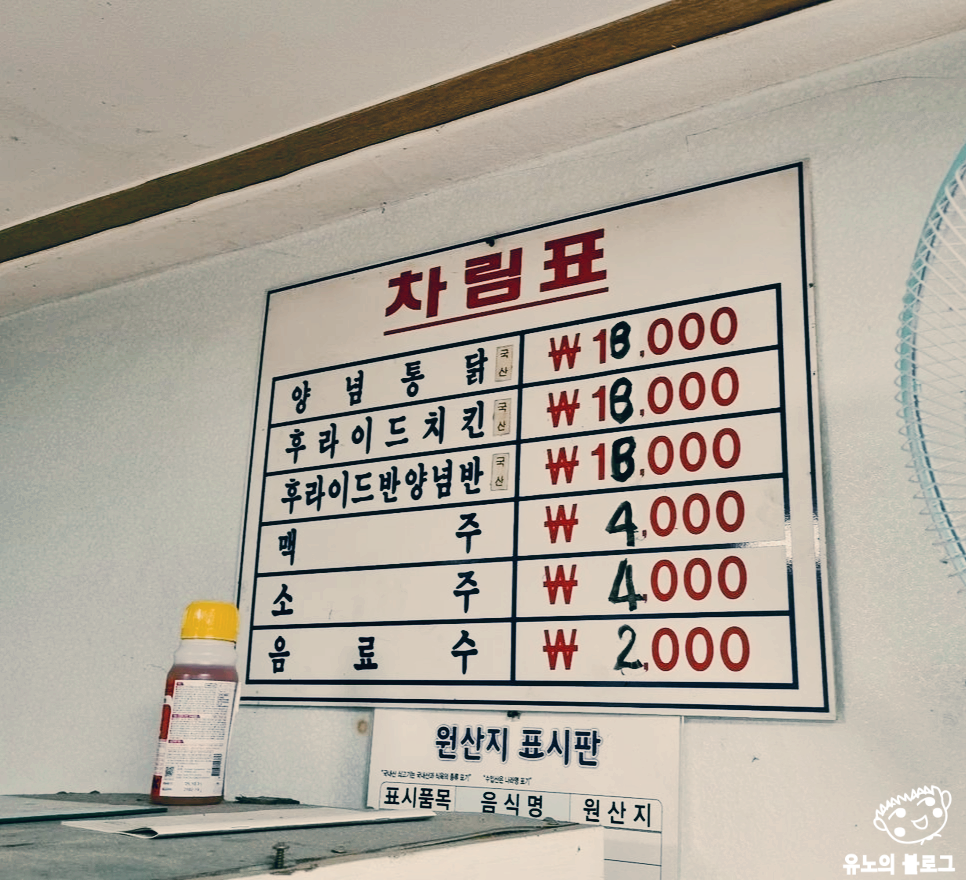 차림표
양념통닭 국산 ₩18,000
후라이드치킨 국산 ₩18,000
후라이드반양념반 국산 ₩18,000
맥주 ₩4,000
소주 ₩4,000
음료수 ₩2,000
원산지 표시판
표시품목 음식명 원산지
유노의 블로그